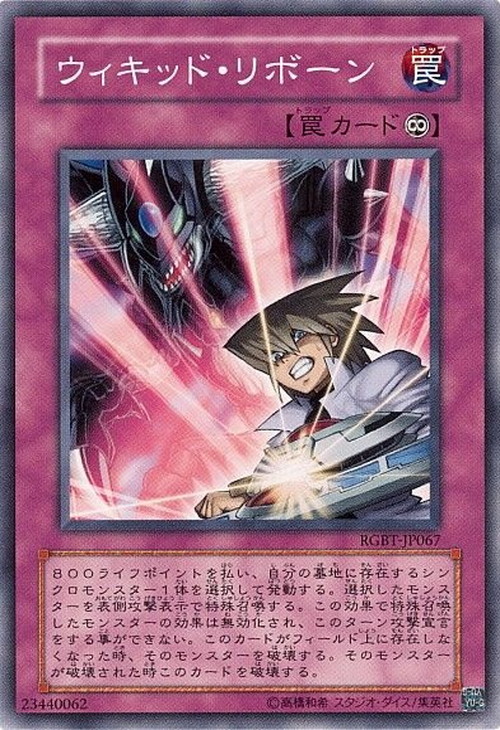 ウィキッド・リボーン
トラップ
罠
トラップ
【罠カード】
RGBT-JP067
800ライフポイントを払い、自分の墓地に存在するシン
クロモンスター1体を選択して発動する。選択したモンス
ターを表側攻撃表示で特殊召喚する。この効果で特殊召喚
したモンスターの効果は無効化され、このターン攻撃宣言
をする事ができない。このカードがフィールド上に存在しな
くなった時、そのモンスターを破壊する。そのモンスター
が破壊された時このカードを破壊する。
23440062
©高橋和希 スタジオ・ダイス/集英社